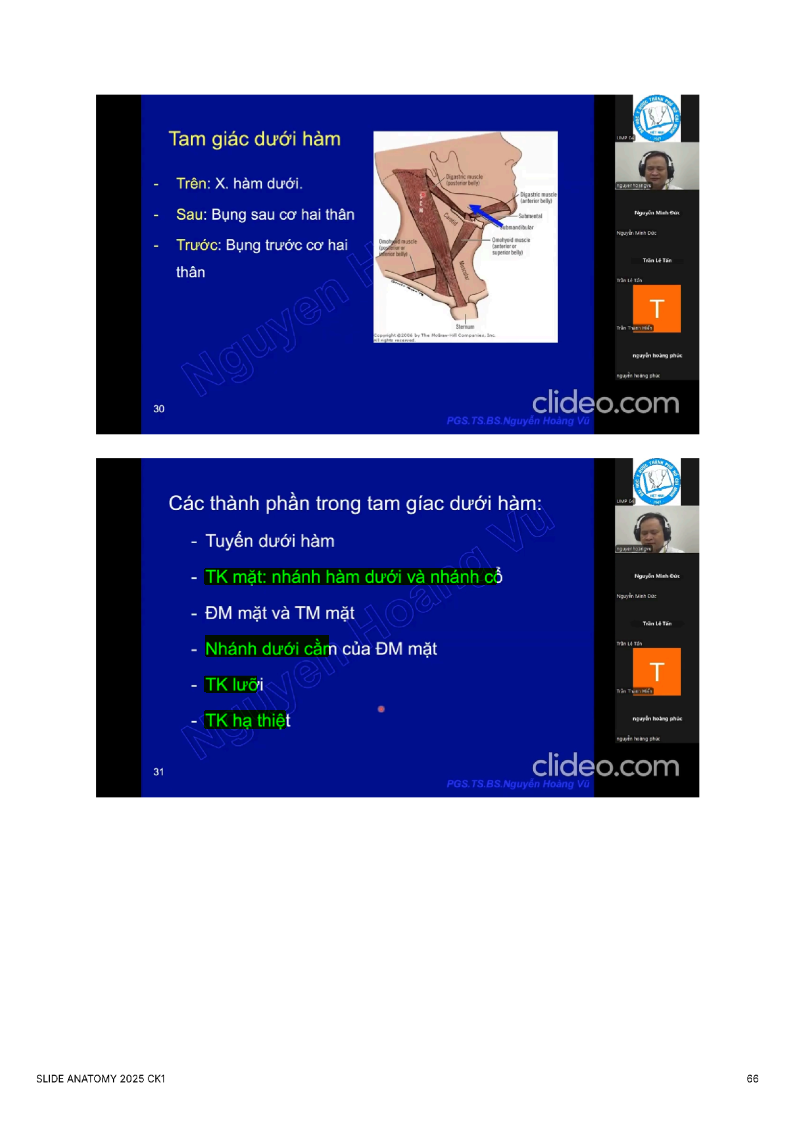 Tam giác dưới hàm
- Trên: X. hàm dưới.
- Sau: Bụng sau cơ hai thân
- Trước: Bụng trước cơ hai
thân
Digastric muscle
(posterior belly)
Digastric muscle
(anterior belly)
Submental
Submandibular
Carotid
Omohyoid muscle
(anterior or
superior belly)
Omohyoid muscle
(posterior or
inferior belly)
Muscular
Sternum
Copyright ©2006 by The McGraw-Hill Companies, Inc.
All rights reserved.
Nguyen H
30
clideo.com
PGS.TS.BS.Nguyễn Hoàng Vũ
Nguyễn Minh Đức
Nguyễn Minh Đức
Trần Lê Tấn
Trần Lê Tấn
T
nguyễn hoàng phúc
nguyễn hoàng phúc
Các thành phần trong tam gíac dưới hàm:
- Tuyến dưới hàm
- TK mặt: nhánh hàm dưới và nhánh cổ
- ĐM mặt và TM mặt
- Nhánh dưới cằm của ĐM mặt
- TK lưỡi
- TK hạ thiệt
Nguyen Hoang Vu
31
clideo.com
PGS.TS.BS.Nguyễn Hoàng Vũ
Nguyễn Minh Đức
Nguyễn Minh Đức
Trần Lê Tấn
Trần Lê Tấn
T
nguyễn hoàng phúc
nguyễn hoàng phúc
SLIDE ANATOMY 2025 CK1
66